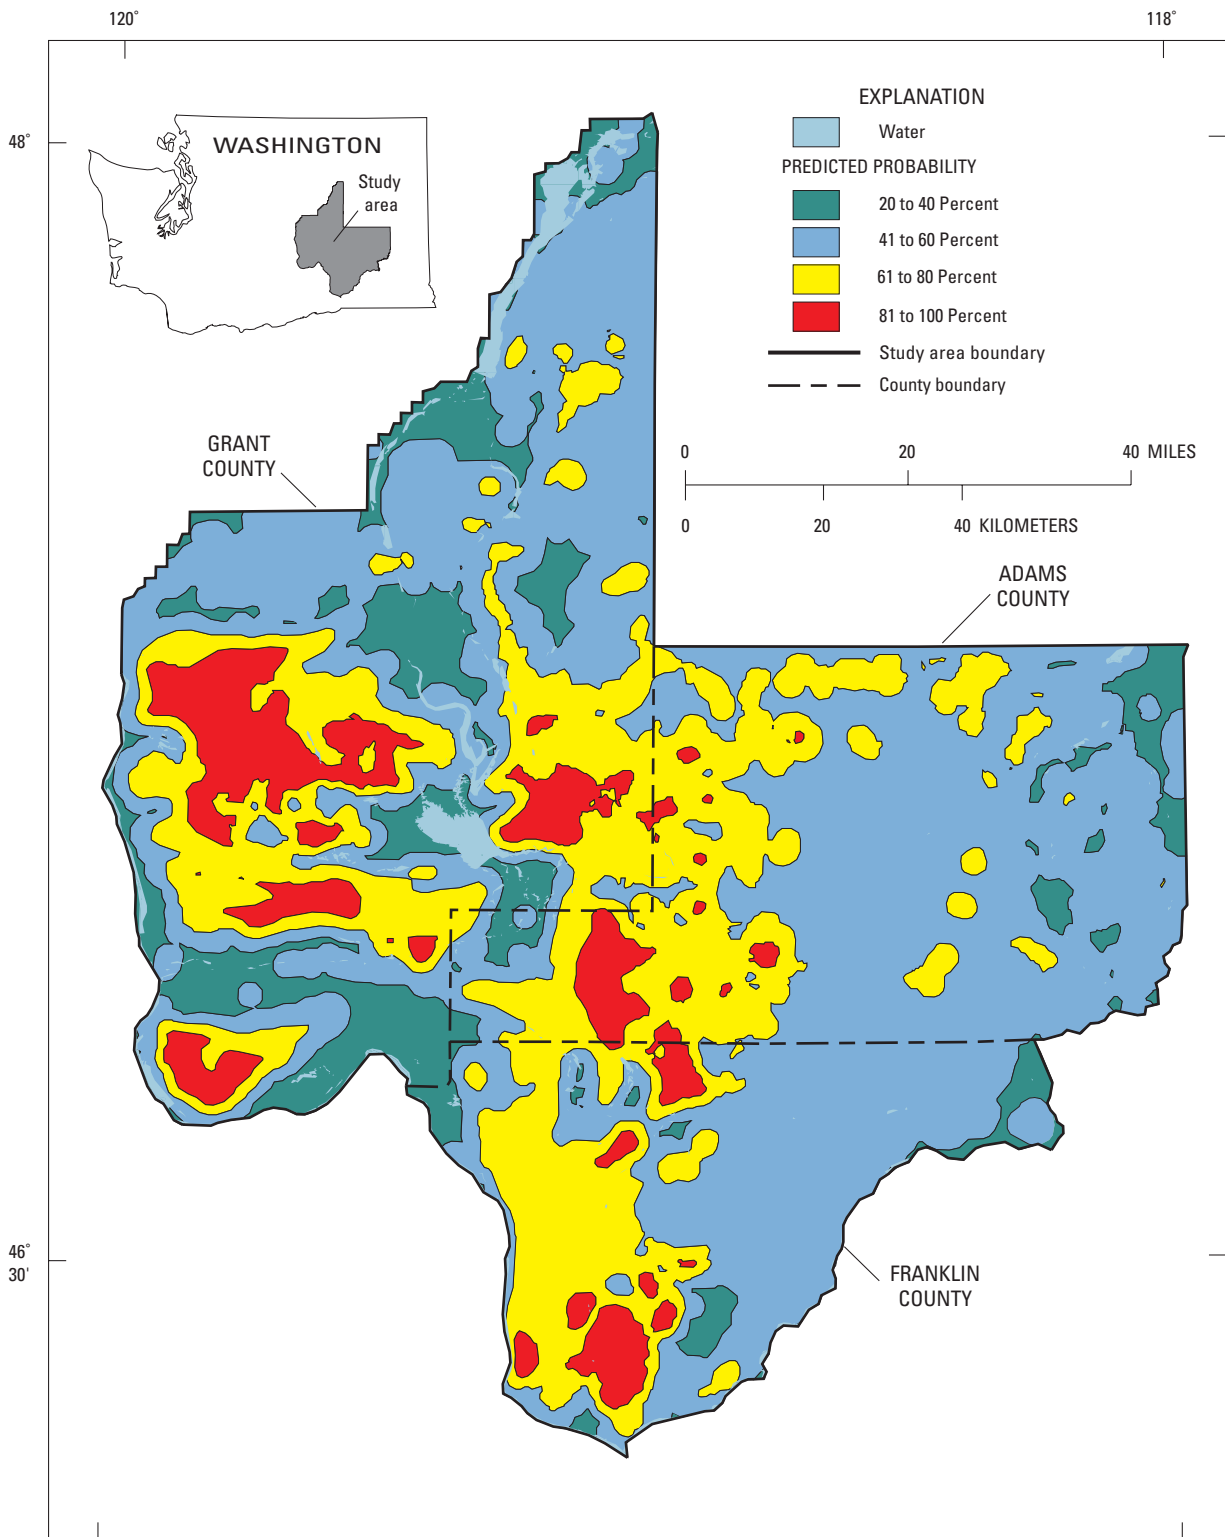 120°
118°
48°
WASHINGTON
Study
area
EXPLANATION
Water
PREDICTED PROBABILITY
20 to 40 Percent
41 to 60 Percent
61 to 80 Percent
81 to 100 Percent
Study area boundary
County boundary
GRANT
COUNTY
0 20 40 MILES
0 20 40 KILOMETERS
ADAMS
COUNTY
46°
30'
FRANKLIN
COUNTY